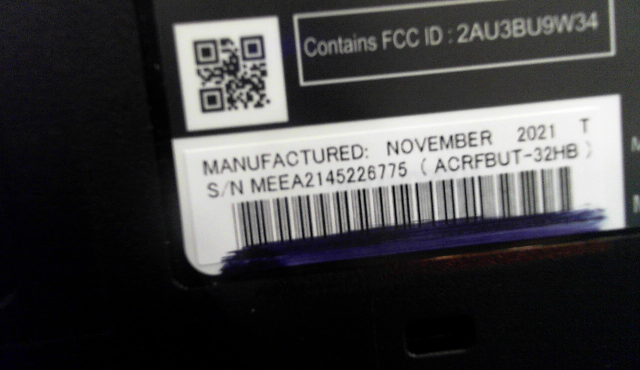 Contains FCC ID : 2AU3BU9W34
MANUFACTURED: NOVEMBER 2021 T
S/N MEEA2145226775 ( ACRFBUT-32HB )